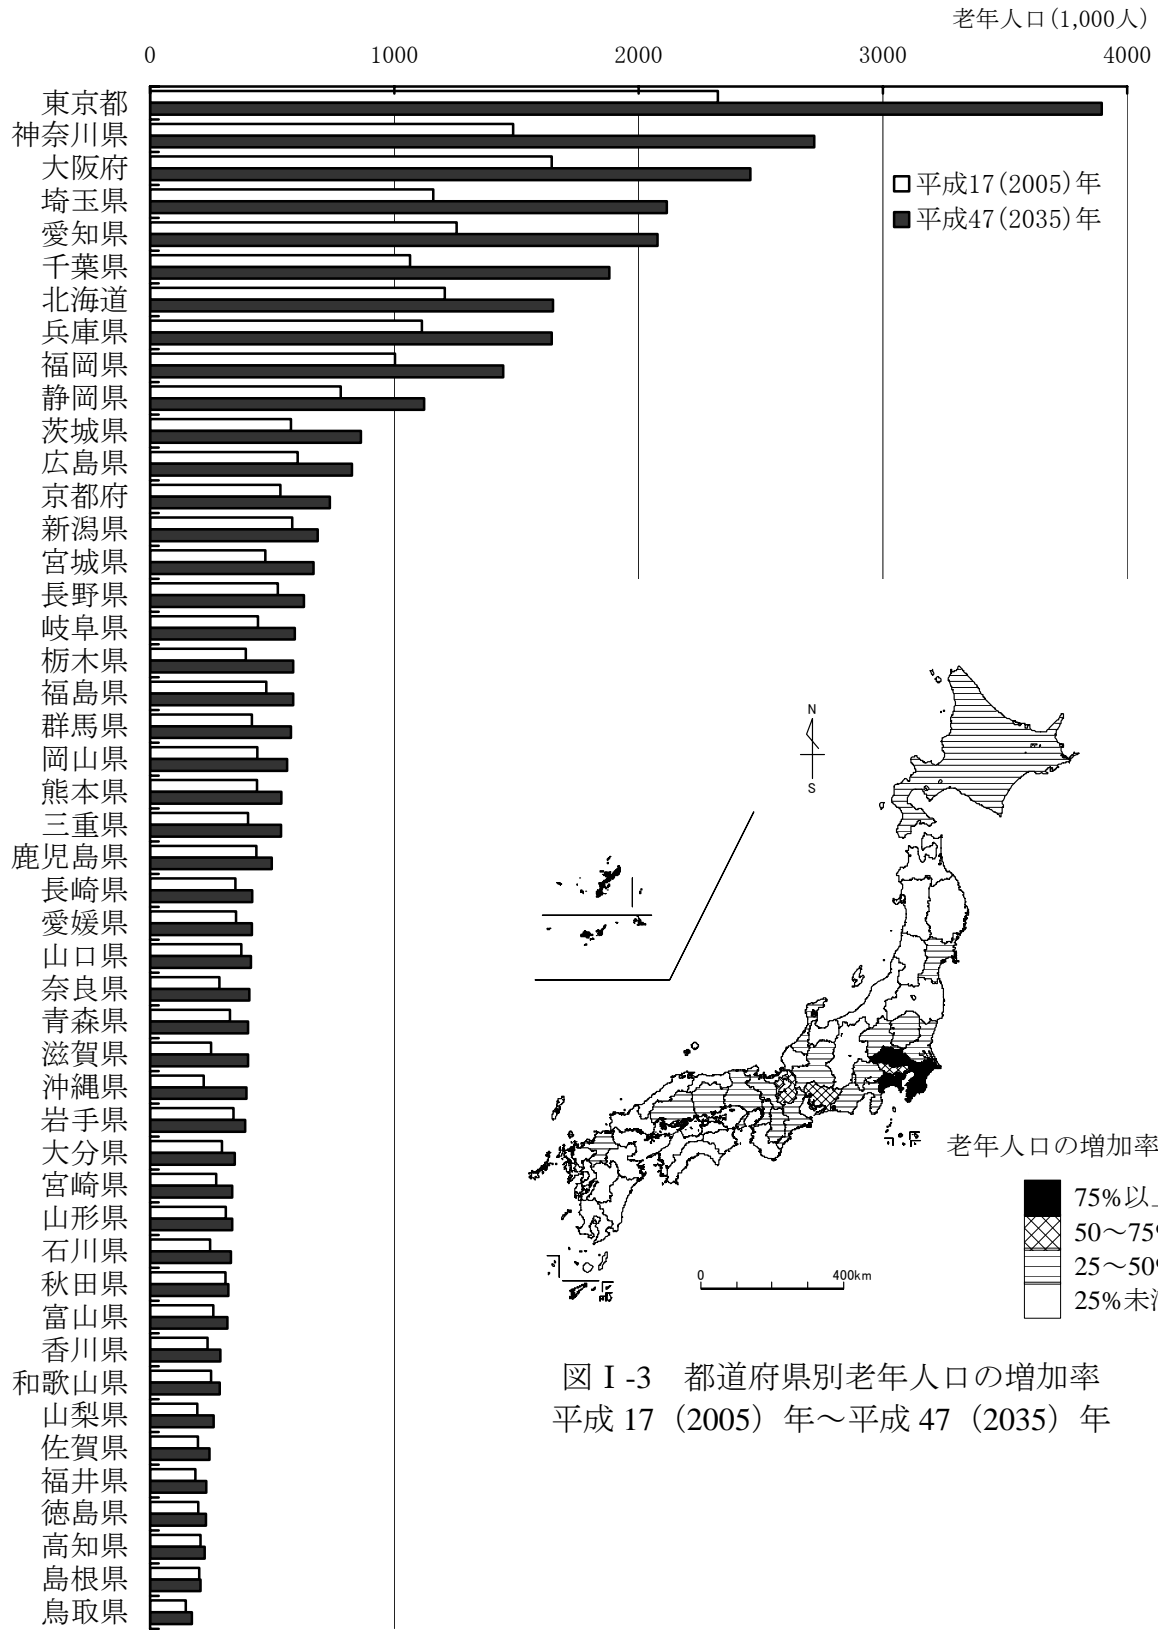 老年人口(1,000人)
0 1000 2000 3000 4000
東京都
神奈川県
大阪府
埼玉県
愛知県
千葉県
北海道
兵庫県
福岡県
静岡県
茨城県
広島県
京都府
新潟県
宮城県
長野県
岐阜県
栃木県
福島県
群馬県
岡山県
熊本県
三重県
鹿児島県
長崎県
愛媛県
山口県
奈良県
青森県
滋賀県
沖縄県
岩手県
大分県
宮崎県
山形県
石川県
秋田県
富山県
香川県
和歌山県
山梨県
佐賀県
福井県
徳島県
高知県
島根県
鳥取県
平成17(2005)年
平成47(2035)年
N
S
0 400km
老年人口の増加率
75%以
50～75
25～50
25%未
図Ⅰ-3 都道府県別老年人口の増加率
平成 17（2005）年～平成 47（2035）年